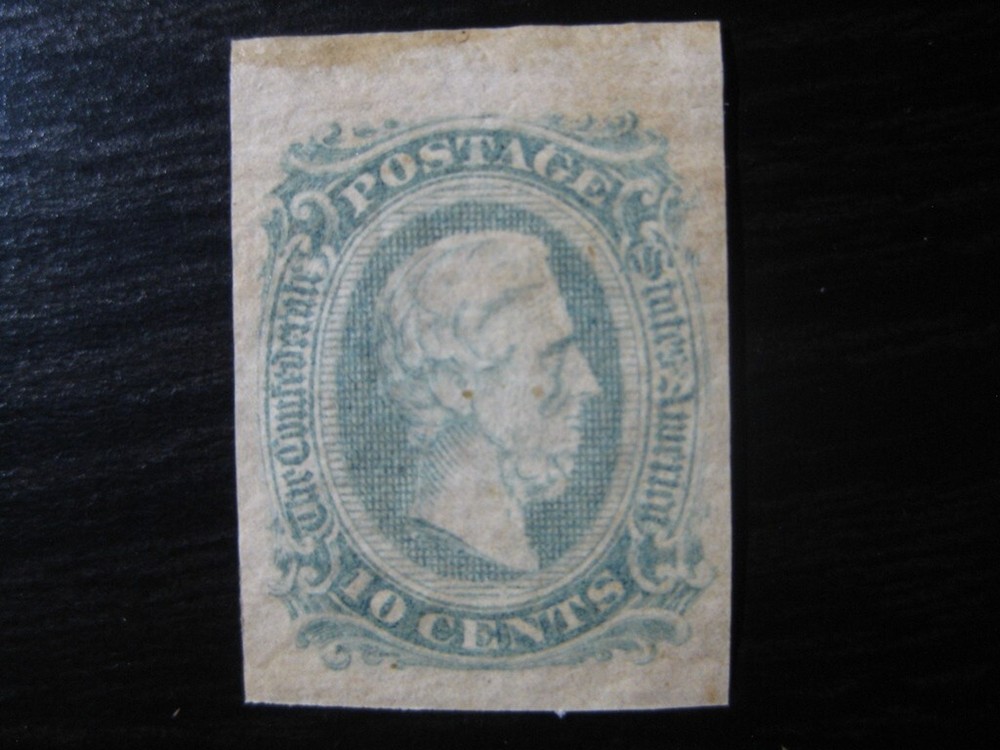 POSTAGE
The Confederate
States America
10 CENTS